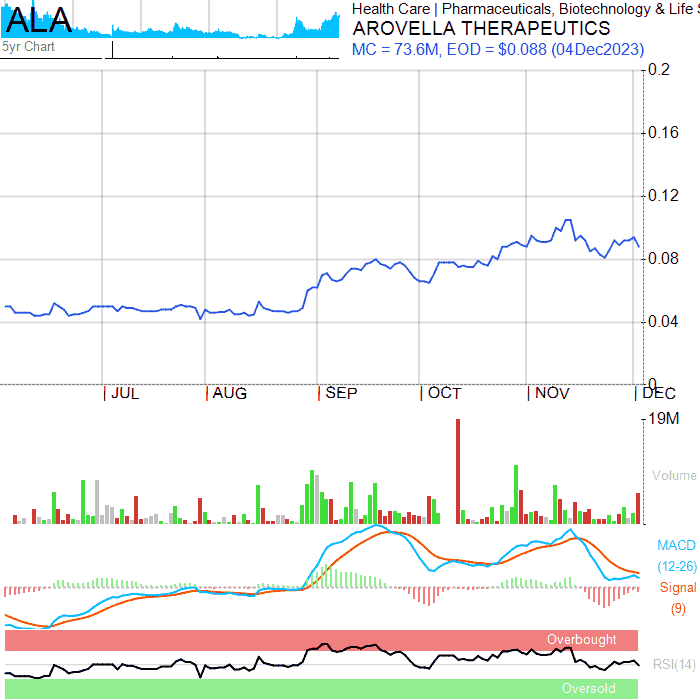 ALA
5yr Chart
Health Care | Pharmaceuticals, Biotechnology & Life S
AROVELLA THERAPEUTICS
MC = 73.6M, EOD = $0.088 (04Dec2023)
0.2
0.16
0.12
0.08
0.04
0
JUL AUG SEP OCT NOV DEC
19M
Volume
MACD
(12-26)
Signal
(9)
Overbought
RSI(14)
Oversold